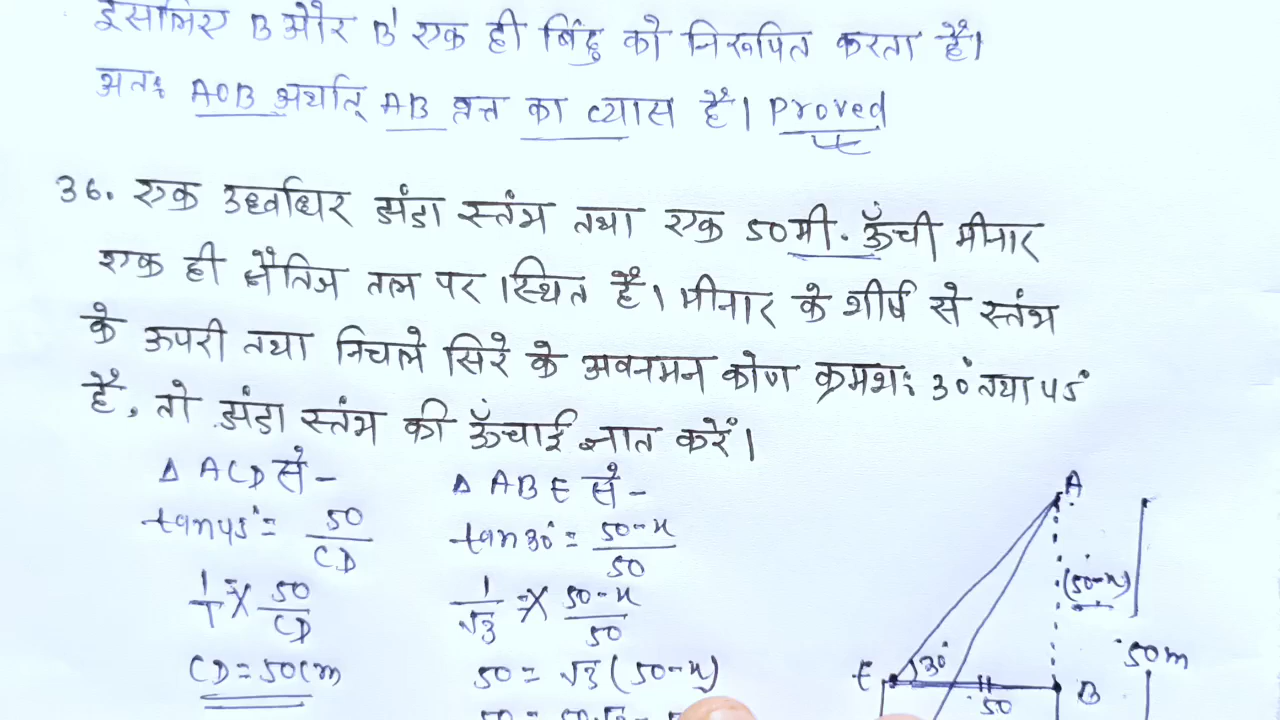 इसलिए B और B' एक ही बिंदु को निरूपित करता है।
अतः AOB अर्थात् AB वृत्त का व्यास है। Proved
36. एक उर्ध्वाधर झंडा स्तंभ तथा एक 50मी. ऊँची मीनार
एक ही क्षैतिज तल पर स्थित है। मीनार के शीर्ष से स्तंभ
के ऊपरी तथा निचले सिरे के अवनमन कोण क्रमशः 30° तथा 45°
है, तो झंडा स्तंभ की ऊँचाई ज्ञात करें।
Δ ACD से -
tan45° = 50/CD
1/1 = 50/CD
CD = 50cm
Δ ABE से -
tan30° = 50-x/50
1/√3 = 50-x/50
50 = √3 (50-x)
A
(50-x)
50m
E
30°
B
50